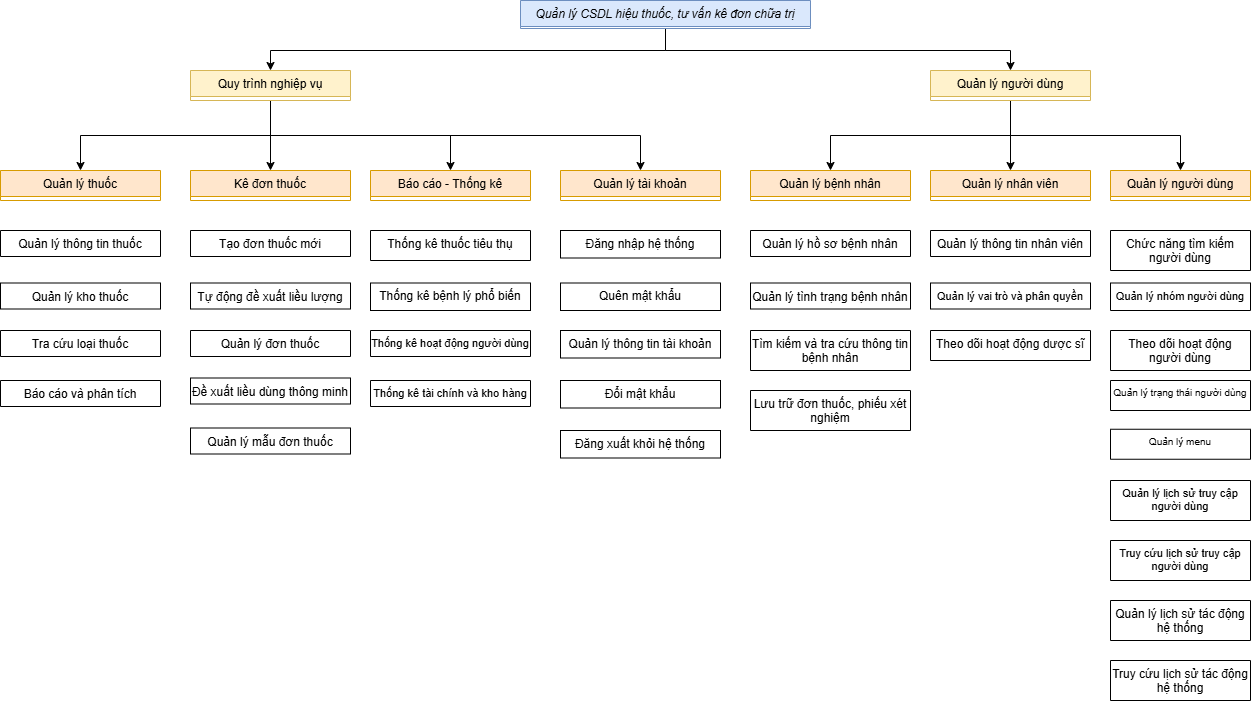 Quản lý CSDL hiệu thuốc, tư vấn kê đơn chữa trị
Quy trình nghiệp vụ
Quản lý người dùng
Quản lý thuốc
Kê đơn thuốc
Báo cáo - Thống kê
Quản lý tài khoản
Quản lý bệnh nhân
Quản lý nhân viên
Quản lý người dùng
Quản lý thông tin thuốc
Quản lý kho thuốc
Tra cứu loại thuốc
Báo cáo và phân tích
Tạo đơn thuốc mới
Tự động đề xuất liều lượng
Quản lý đơn thuốc
Đề xuất liều dùng thông minh
Quản lý mẫu đơn thuốc
Thống kê thuốc tiêu thụ
Thống kê bệnh lý phổ biến
Thống kê hoạt động người dùng
Thống kê tài chính và kho hàng
Đăng nhập hệ thống
Quên mật khẩu
Quản lý thông tin tài khoản
Đổi mật khẩu
Đăng xuất khỏi hệ thống
Quản lý hồ sơ bệnh nhân
Quản lý tình trạng bệnh nhân
Tìm kiếm và tra cứu thông tin
bệnh nhân
Lưu trữ đơn thuốc, phiếu xét
nghiệm
Quản lý thông tin nhân viên
Quản lý vai trò và phân quyền
Theo dõi hoạt động dược sĩ
Chức năng tìm kiếm
người dùng
Quản lý nhóm người dùng
Theo dõi hoạt động
người dùng
Quản lý trạng thái người dùng
Quản lý menu
Quản lý lịch sử truy cập
người dùng
Truy cứu lịch sử truy cập
người dùng
Quản lý lịch sử tác động
hệ thống
Truy cứu lịch sử tác động
hệ thống